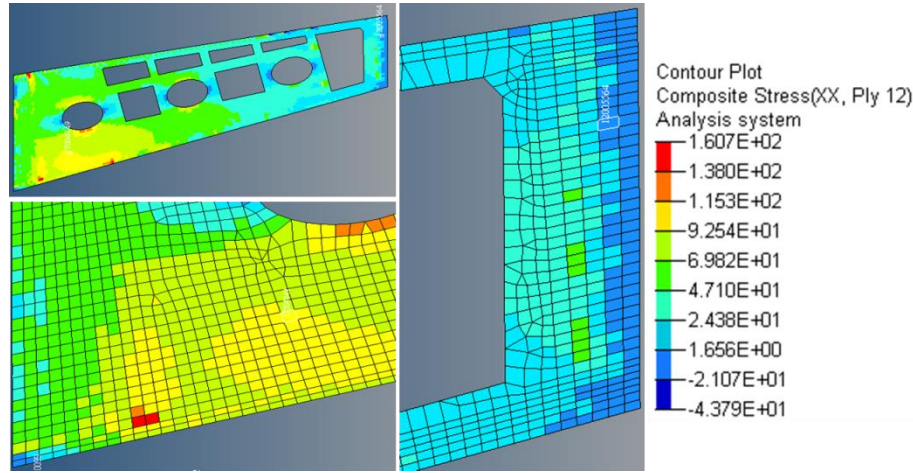 Contour Plot
Composite Stress(XX, Ply 12)
Analysis system
1.607E+02
1.380E+02
1.153E+02
9.254E+01
6.982E+01
4.710E+01
2.438E+01
1.656E+00
-2.107E+01
-4.379E+01